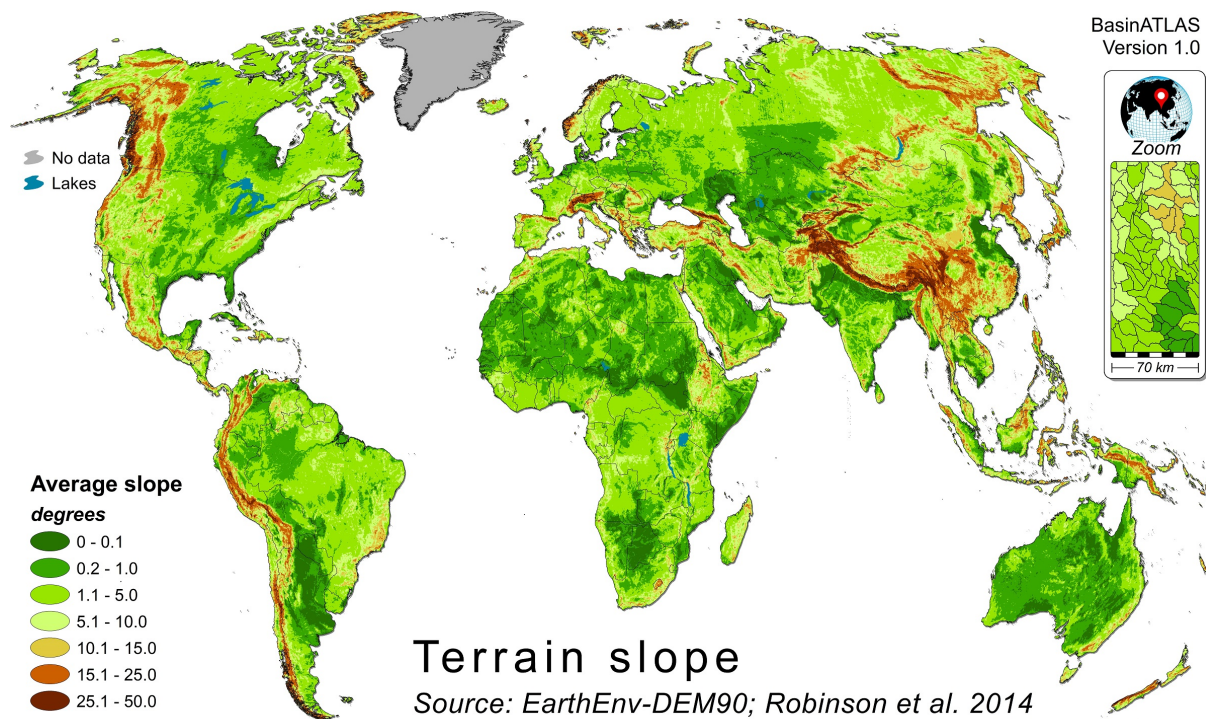 BasinATLAS
Version 1.0
Zoom
70 km
No data
Lakes
Average slope
degrees
0 - 0.1
0.2 - 1.0
1.1 - 5.0
5.1 - 10.0
10.1 - 15.0
15.1 - 25.0
25.1 - 50.0
Terrain slope
Source: EarthEnv-DEM90; Robinson et al. 2014